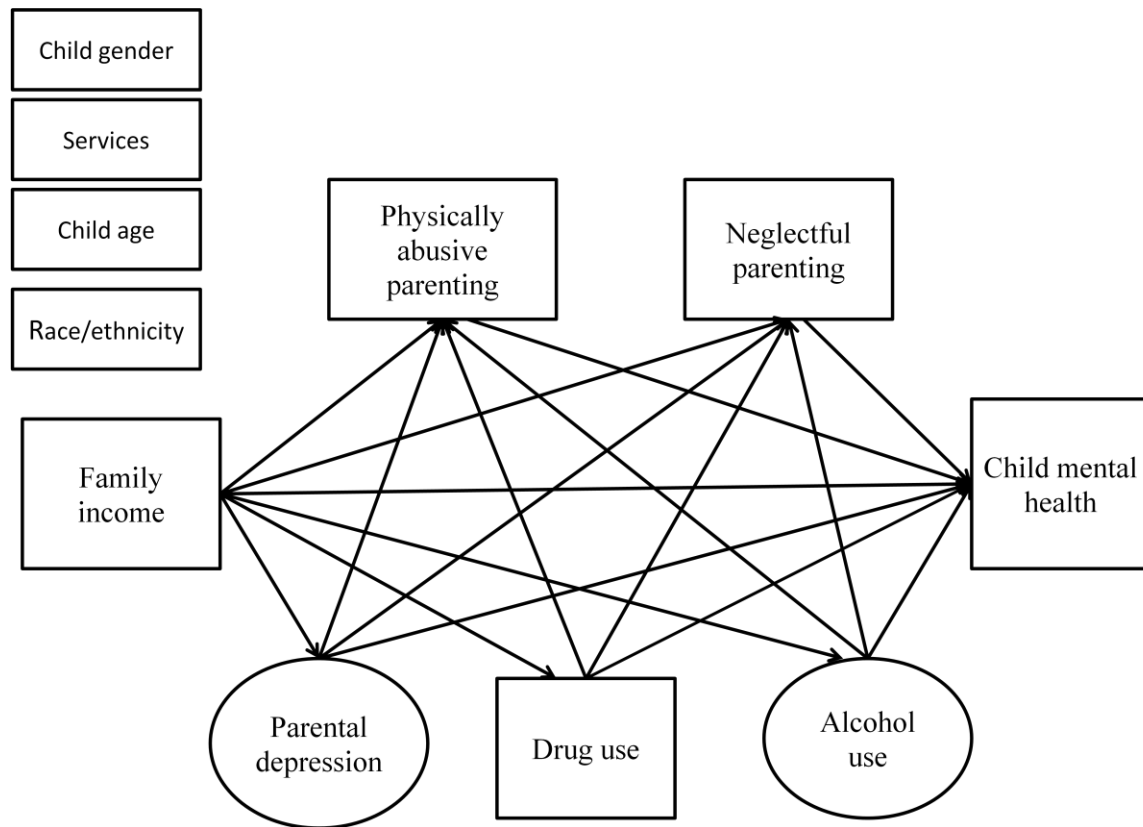 Child gender
Services
Child age
Race/ethnicity
Physically
abusive
parenting
Neglectful
parenting
Family
income
Child mental
health
Parental
depression
Drug use
Alcohol
use